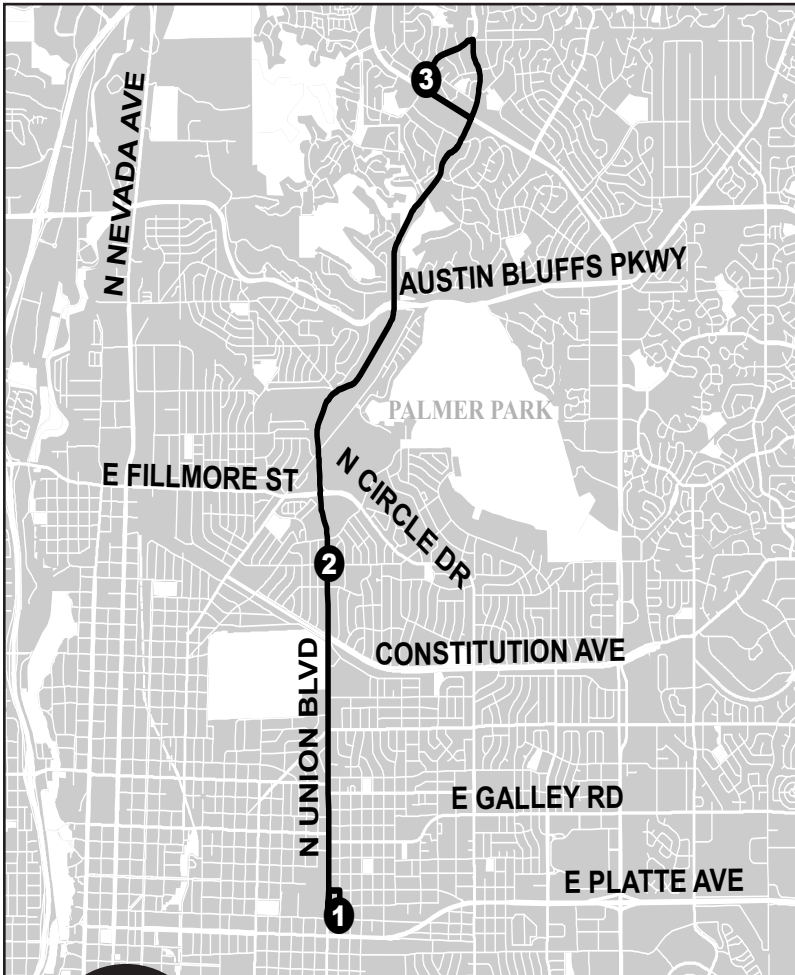 3
N NEVADA AVE
AUSTIN BLUFFS PKWY
PALMER PARK
E FILLMORE ST
N CIRCLE DR
2
CONSTITUTION AVE
N UNION BLVD
E GALLEY RD
E PLATTE AVE
1